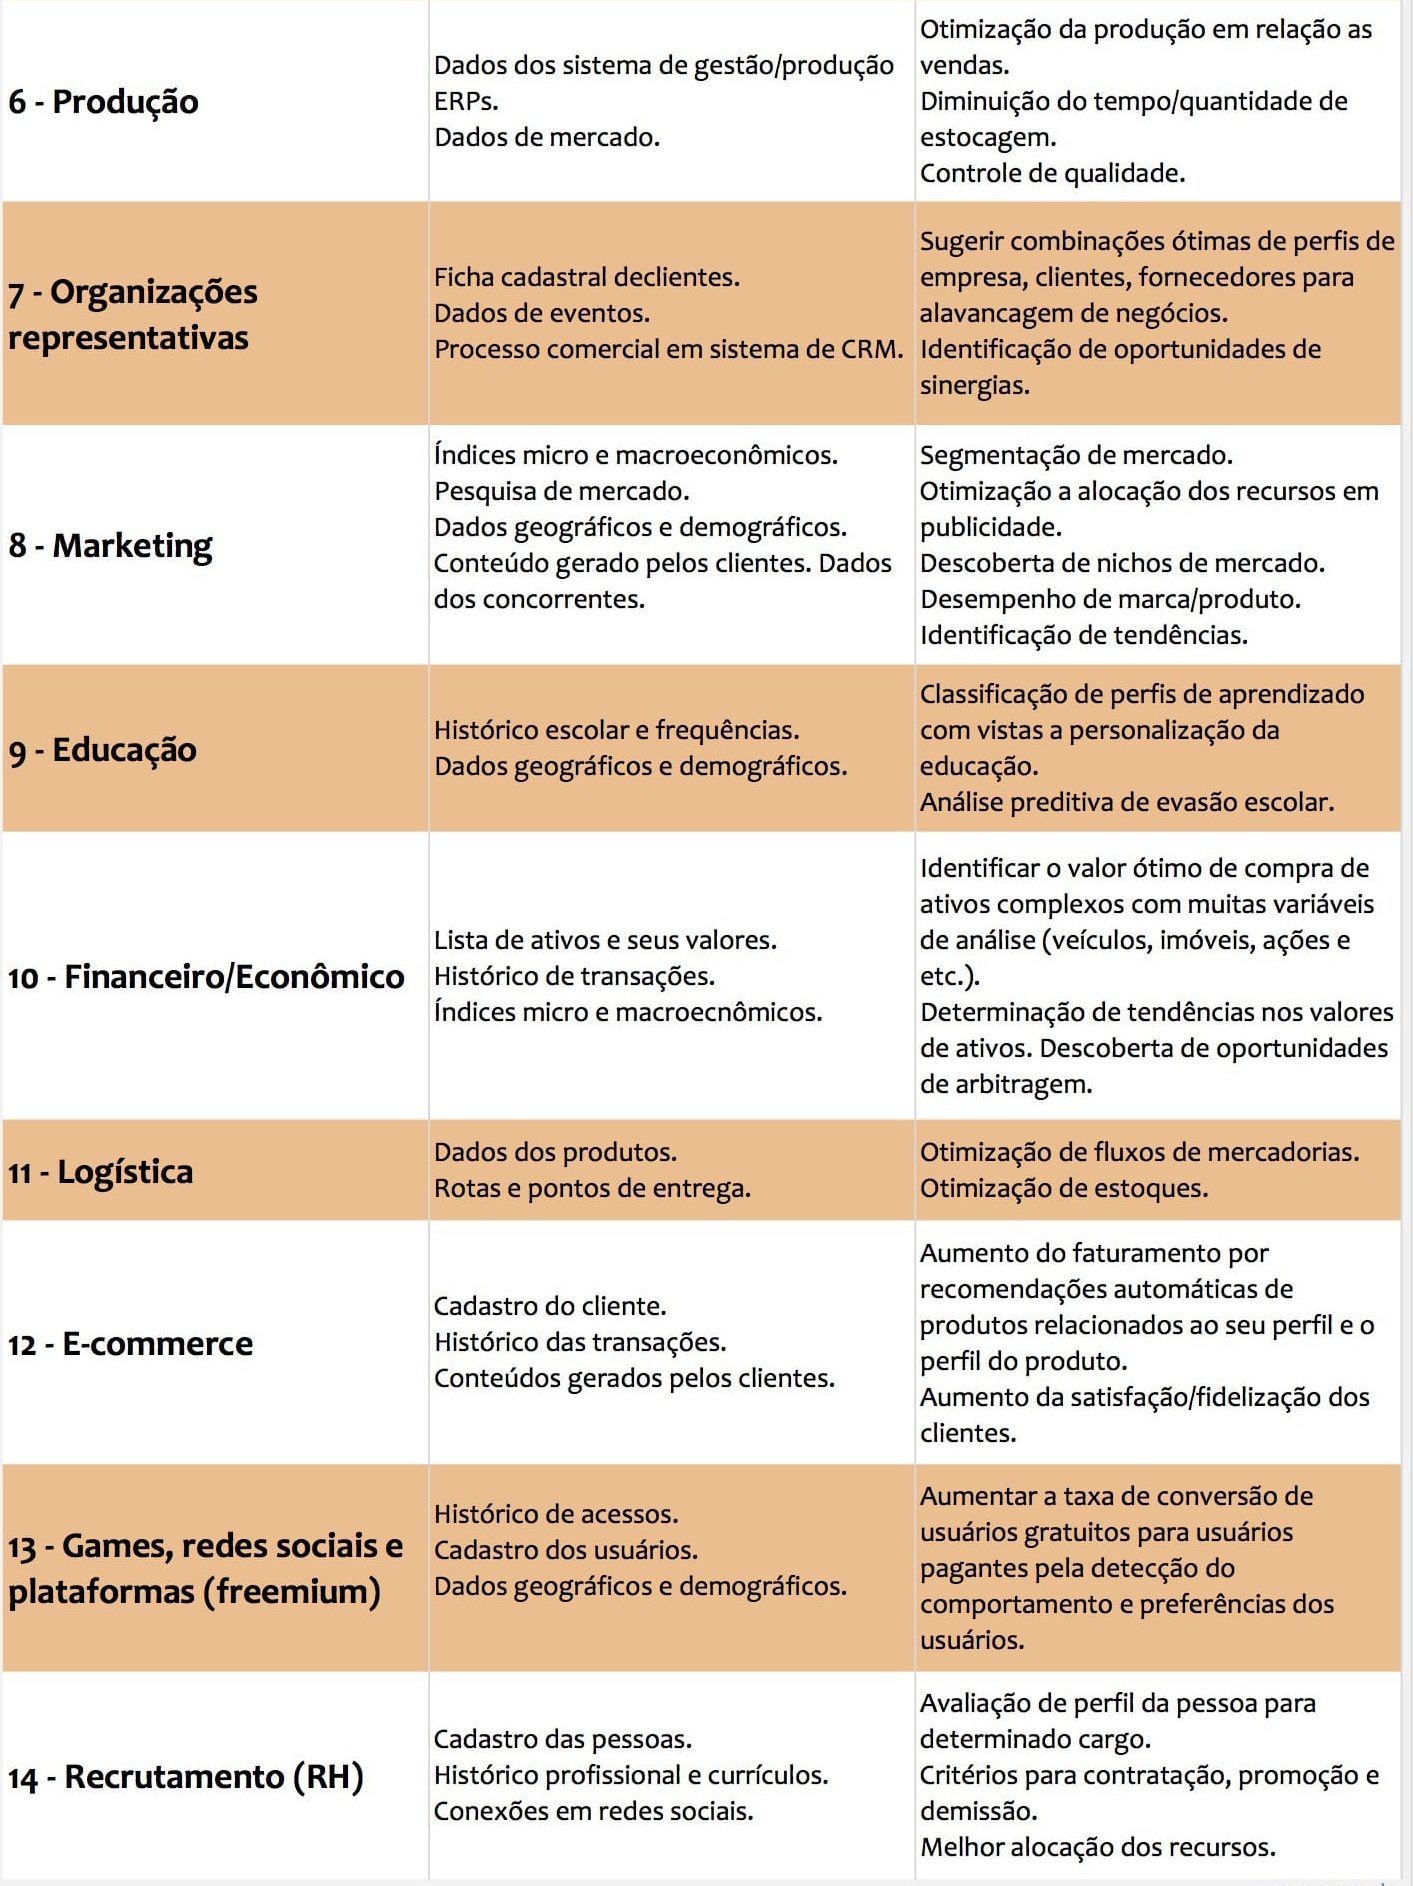 6 - Produção
Dados dos sistema de gestão/produção
ERPs.
Dados de mercado.
Otimização da produção em relação as
vendas.
Diminuição do tempo/quantidade de
estocagem.
Controle de qualidade.
7 - Organizações
representativas
Ficha cadastral declientes.
Dados de eventos.
Processo comercial em sistema de CRM.
Sugerir combinações ótimas de perfis de
empresa, clientes, fornecedores para
alavancagem de negócios.
Identificação de oportunidades de
sinergias.
8 - Marketing
Índices micro e macroeconômicos.
Pesquisa de mercado.
Dados geográficos e demográficos.
Conteúdo gerado pelos clientes. Dados
dos concorrentes.
Segmentação de mercado.
Otimização a alocação dos recursos em
publicidade.
Descoberta de nichos de mercado.
Desempenho de marca/produto.
Identificação de tendências.
9 - Educação
Histórico escolar e frequências.
Dados geográficos e demográficos.
Classificação de perfis de aprendizado
com vistas a personalização da
educação.
Análise preditiva de evasão escolar.
10 - Financeiro/Econômico
Lista de ativos e seus valores.
Histórico de transações.
Índices micro e macroecnômicos.
Identificar o valor ótimo de compra de
ativos complexos com muitas variáveis
de análise (veículos, imóveis, ações e
etc.).
Determinação de tendências nos valores
de ativos. Descoberta de oportunidades
de arbitragem.
11 - Logística
Dados dos produtos.
Rotas e pontos de entrega.
Otimização de fluxos de mercadorias.
Otimização de estoques.
12 - E-commerce
Cadastro do cliente.
Histórico das transações.
Conteúdos gerados pelos clientes.
Aumento do faturamento por
recomendações automáticas de
produtos relacionados ao seu perfil e o
perfil do produto.
Aumento da satisfação/fidelização dos
clientes.
13 - Games, redes sociais e
plataformas (freemium)
Histórico de acessos.
Cadastro dos usuários.
Dados geográficos e demográficos.
Aumentar a taxa de conversão de
usuários gratuitos para usuários
pagantes pela detecção do
comportamento e preferências dos
usuários.
14 - Recrutamento (RH)
Cadastro das pessoas.
Histórico profissional e currículos.
Conexões em redes sociais.
Avaliação de perfil da pessoa para
determinado cargo.
Critérios para contratação, promoção e
demissão.
Melhor alocação dos recursos.